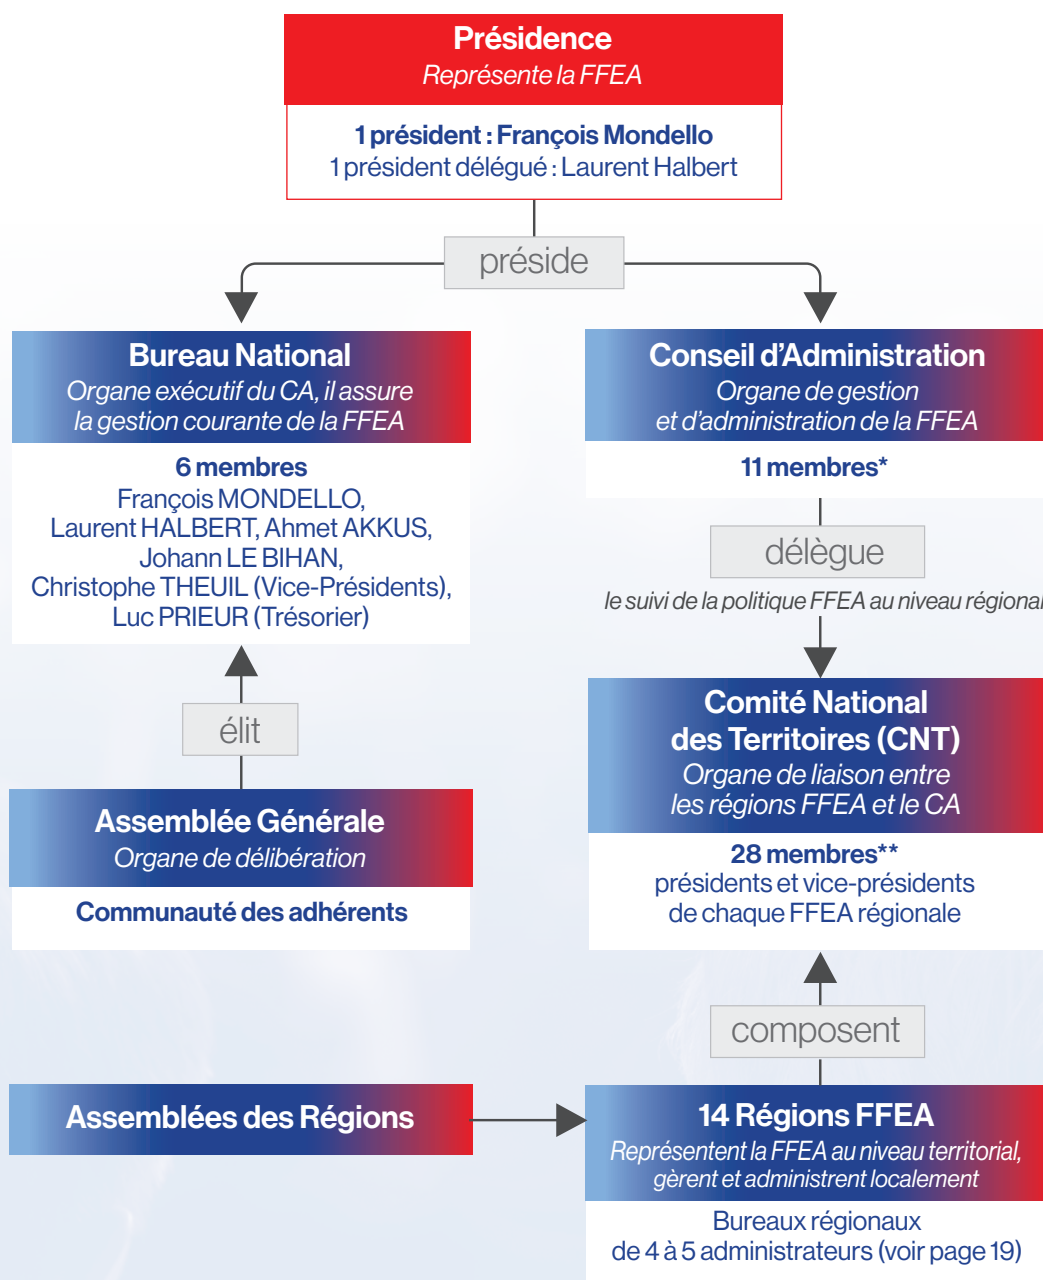 Présidence
Représente la FFEA
1 président : François Mondello
1 président délégué : Laurent Halbert
préside
Bureau National
Organe exécutif du CA, il assure
la gestion courante de la FFEA
6 membres
François MONDELLO,
Laurent HALBERT, Ahmet AKKUS,
Johann LE BIHAN,
Christophe THEUIL (Vice-Présidents),
Luc PRIEUR (Trésorier)
élit
Assemblée Générale
Organe de délibération
Communauté des adhérents
Conseil d’Administration
Organe de gestion
et d’administration de la FFEA
11 membres*
délègue
le suivi de la politique FFEA au niveau régional
Comité National
des Territoires (CNT)
Organe de liaison entre
les régions FFEA et le CA
28 membres**
présidents et vice-présidents
de chaque FFEA régionale
composent
Assemblées des Régions
14 Régions FFEA
Représentent la FFEA au niveau territorial,
gèrent et administrent localement
Bureaux régionaux
de 4 à 5 administrateurs (voir page 19)